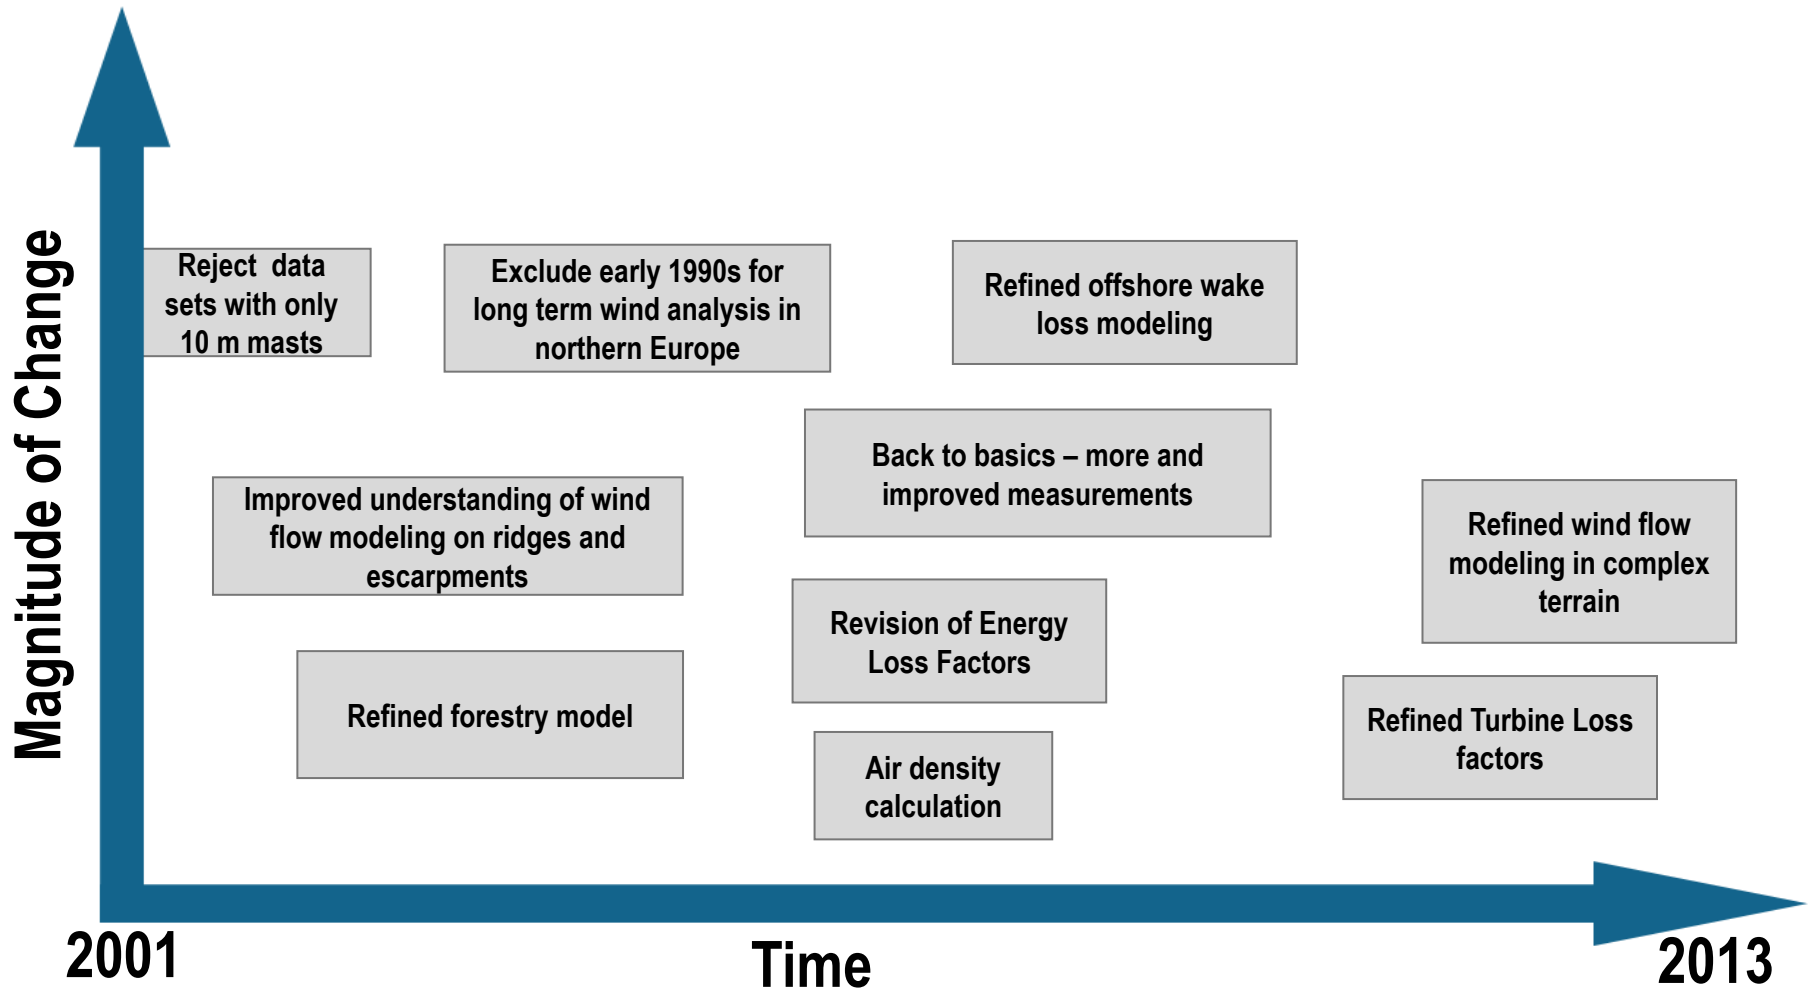 Magnitude of Change
Reject data
sets with only
10 m masts
Exclude early 1990s for
long term wind analysis in
northern Europe
Refined offshore wake
loss modeling
Back to basics – more and
improved measurements
Improved understanding of wind
flow modeling on ridges and
escarpments
Refined wind flow
modeling in complex
terrain
Revision of Energy
Loss Factors
Refined forestry model
Refined Turbine Loss
factors
Air density
calculation
2001
Time
2013